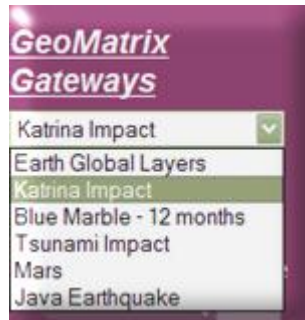 GeoMatrix
Gateways
Katrina Impact
Earth Global Layers
Katrina Impact
Blue Marble - 12 months
Tsunami Impact
Mars
Java Earthquake